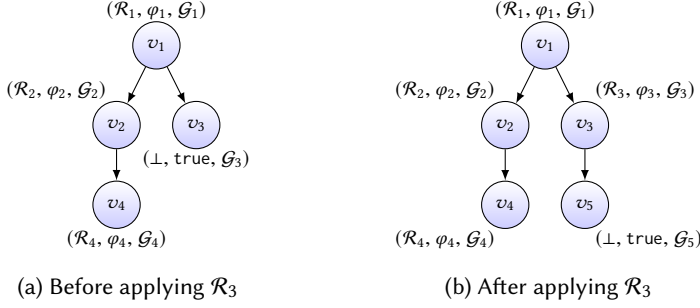 (R₁, φ₁, G₁) (R₁, φ₁, G₁)
v₁ v₁
(R₂, φ₂, G₂) (R₂, φ₂, G₂) (R₃, φ₃, G₃)
v₂ v₃ v₂ v₃
(⊥, true, G₃)
v₄ v₄ v₅
(R₄, φ₄, G₄) (R₄, φ₄, G₄) (⊥, true, G₅)
(a) Before applying R₃ (b) After applying R₃